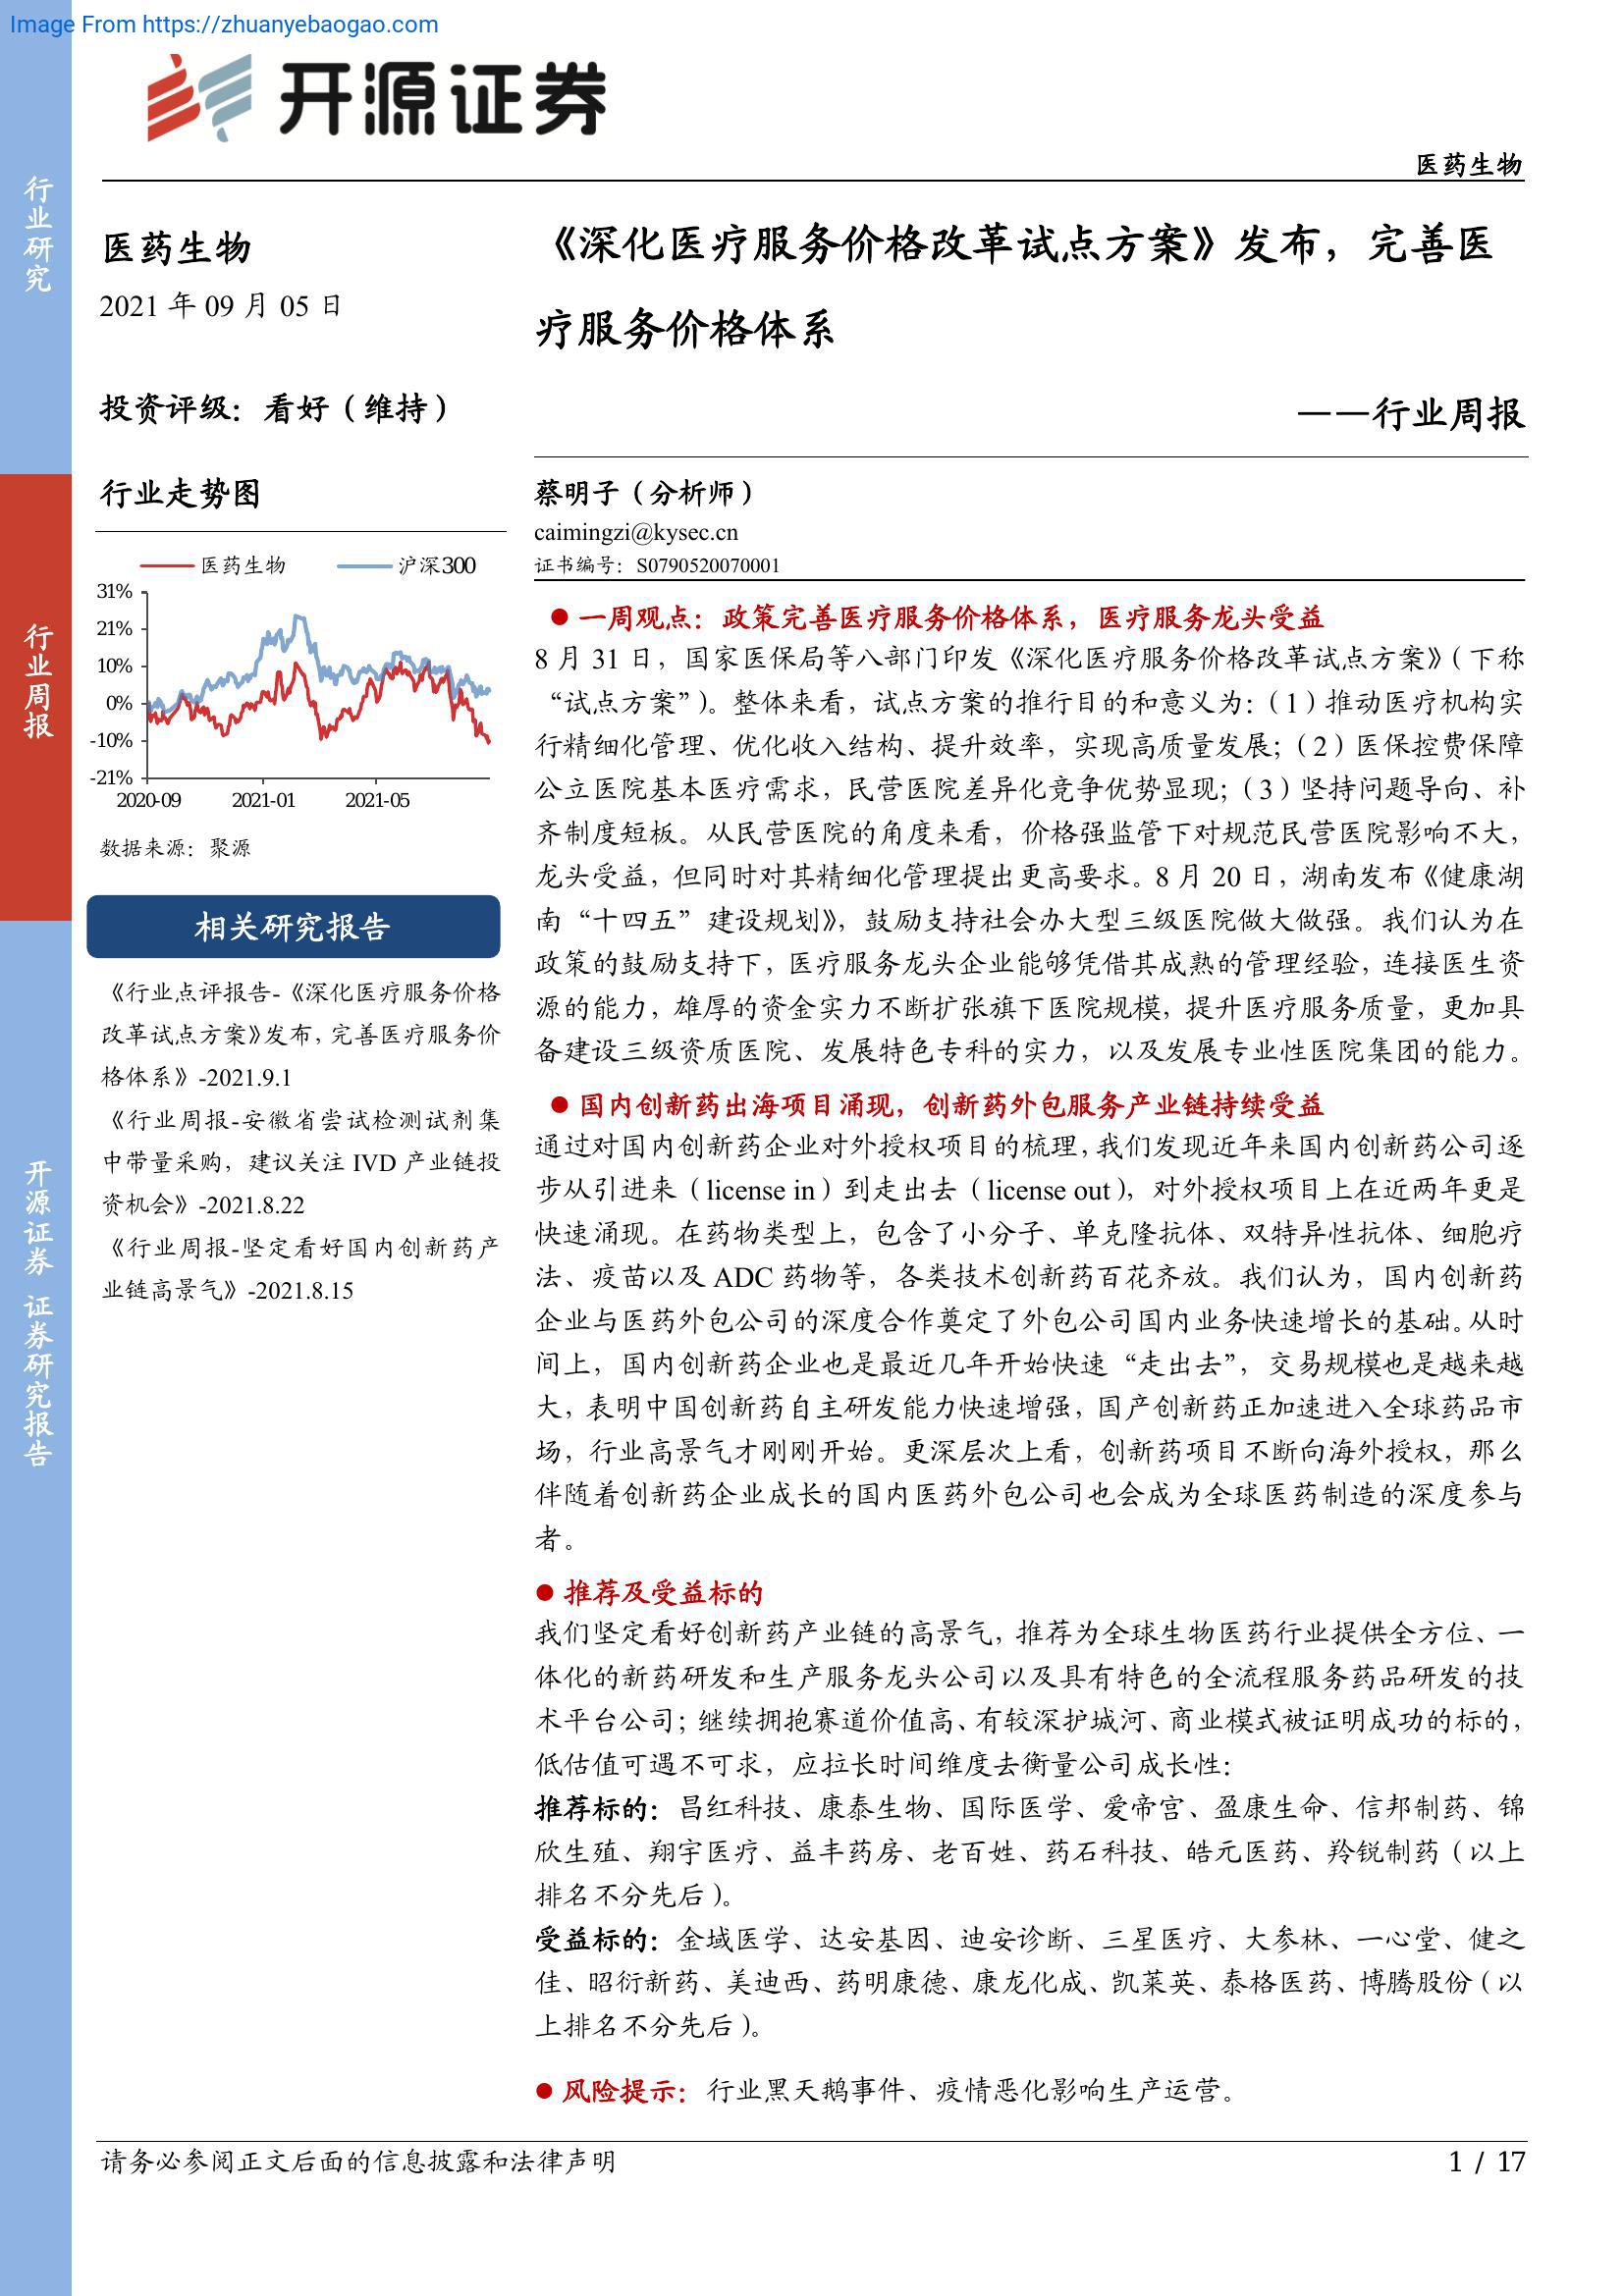 Image From https://zhuanyebaogao.com
开源证券
医药生物
行业研究
行业周报
开源证券 证券研究报告
医药生物
2021 年 09 月 05 日
投资评级：看好（维持）
行业走势图
医药生物
沪深300
31%
21%
10%
0%
-10%
-21%
2020-09
2021-01
2021-05
数据来源：聚源
相关研究报告
《行业点评报告-《深化医疗服务价格
改革试点方案》发布，完善医疗服务价
格体系》-2021.9.1
《行业周报-安徽省尝试检测试剂集
中带量采购，建议关注 IVD 产业链投
资机会》-2021.8.22
《行业周报-坚定看好国内创新药产
业链高景气》-2021.8.15
《深化医疗服务价格改革试点方案》发布，完善医
疗服务价格体系
——行业周报
蔡明子（分析师）
caimingzi@kysec.cn
证书编号：S0790520070001
● 一周观点：政策完善医疗服务价格体系，医疗服务龙头受益
8 月 31 日，国家医保局等八部门印发《深化医疗服务价格改革试点方案》（下称
“试点方案”）。整体来看，试点方案的推行目的和意义为：（1）推动医疗机构实
行精细化管理、优化收入结构、提升效率，实现高质量发展；（2）医保控费保障
公立医院基本医疗需求，民营医院差异化竞争优势显现；（3）坚持问题导向、补
齐制度短板。从民营医院的角度来看，价格强监管下对规范民营医院影响不大，
龙头受益，但同时对其精细化管理提出更高要求。8 月 20 日，湖南发布《健康湖
南“十四五”建设规划》，鼓励支持社会办大型三级医院做大做强。我们认为在
政策的鼓励支持下，医疗服务龙头企业能够凭借其成熟的管理经验，连接医生资
源的能力，雄厚的资金实力不断扩张旗下医院规模，提升医疗服务质量，更加具
备建设三级资质医院、发展特色专科的实力，以及发展专业性医院集团的能力。
● 国内创新药出海项目涌现，创新药外包服务产业链持续受益
通过对国内创新药企业对外授权项目的梳理，我们发现近年来国内创新药公司逐
步从引进来（license in）到走出去（license out），对外授权项目上在近两年更是
快速涌现。在药物类型上，包含了小分子、单克隆抗体、双特异性抗体、细胞疗
法、疫苗以及 ADC 药物等，各类技术创新药百花齐放。我们认为，国内创新药
企业与医药外包公司的深度合作奠定了外包公司国内业务快速增长的基础。从时
间上，国内创新药企业也是最近几年开始快速“走出去”，交易规模也是越来越
大，表明中国创新药自主研发能力快速增强，国产创新药正加速进入全球药品市
场，行业高景气才刚刚开始。更深层次上看，创新药项目不断向海外授权，那么
伴随着创新药企业成长的国内医药外包公司也会成为全球医药制造的深度参与
者。
● 推荐及受益标的
我们坚定看好创新药产业链的高景气，推荐为全球生物医药行业提供全方位、一
体化的新药研发和生产服务龙头公司以及具有特色的全流程服务药品研发的技
术平台公司；继续拥抱赛道价值高、有较深护城河、商业模式被证明成功的标的，
低估值可遇不可求，应拉长时间维度去衡量公司成长性：
推荐标的：昌红科技、康泰生物、国际医学、爱帝宫、盈康生命、信邦制药、锦
欣生殖、翔宇医疗、益丰药房、老百姓、药石科技、皓元医药、羚锐制药（以上
排名不分先后）。
受益标的：金域医学、达安基因、迪安诊断、三星医疗、大参林、一心堂、健之
佳、昭衍新药、美迪西、药明康德、康龙化成、凯莱英、泰格医药、博腾股份（以
上排名不分先后）。
● 风险提示：行业黑天鹅事件、疫情恶化影响生产运营。
请务必参阅正文后面的信息披露和法律声明
1 / 17